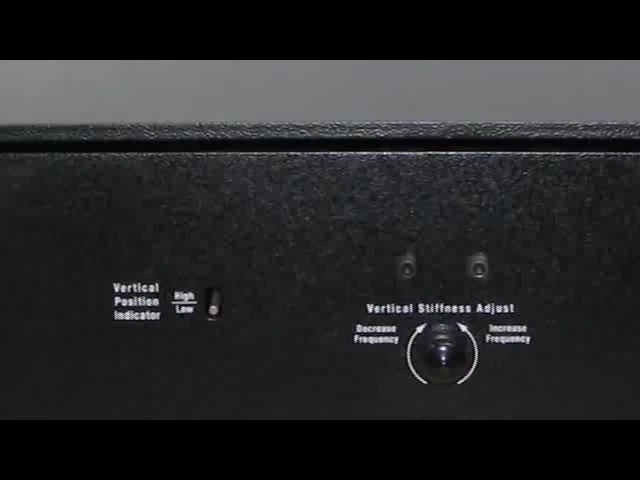 Vertical
Position
Indicator
High
Low
Vertical Stiffness Adjust
Decrease
Frequency
Increase
Frequency